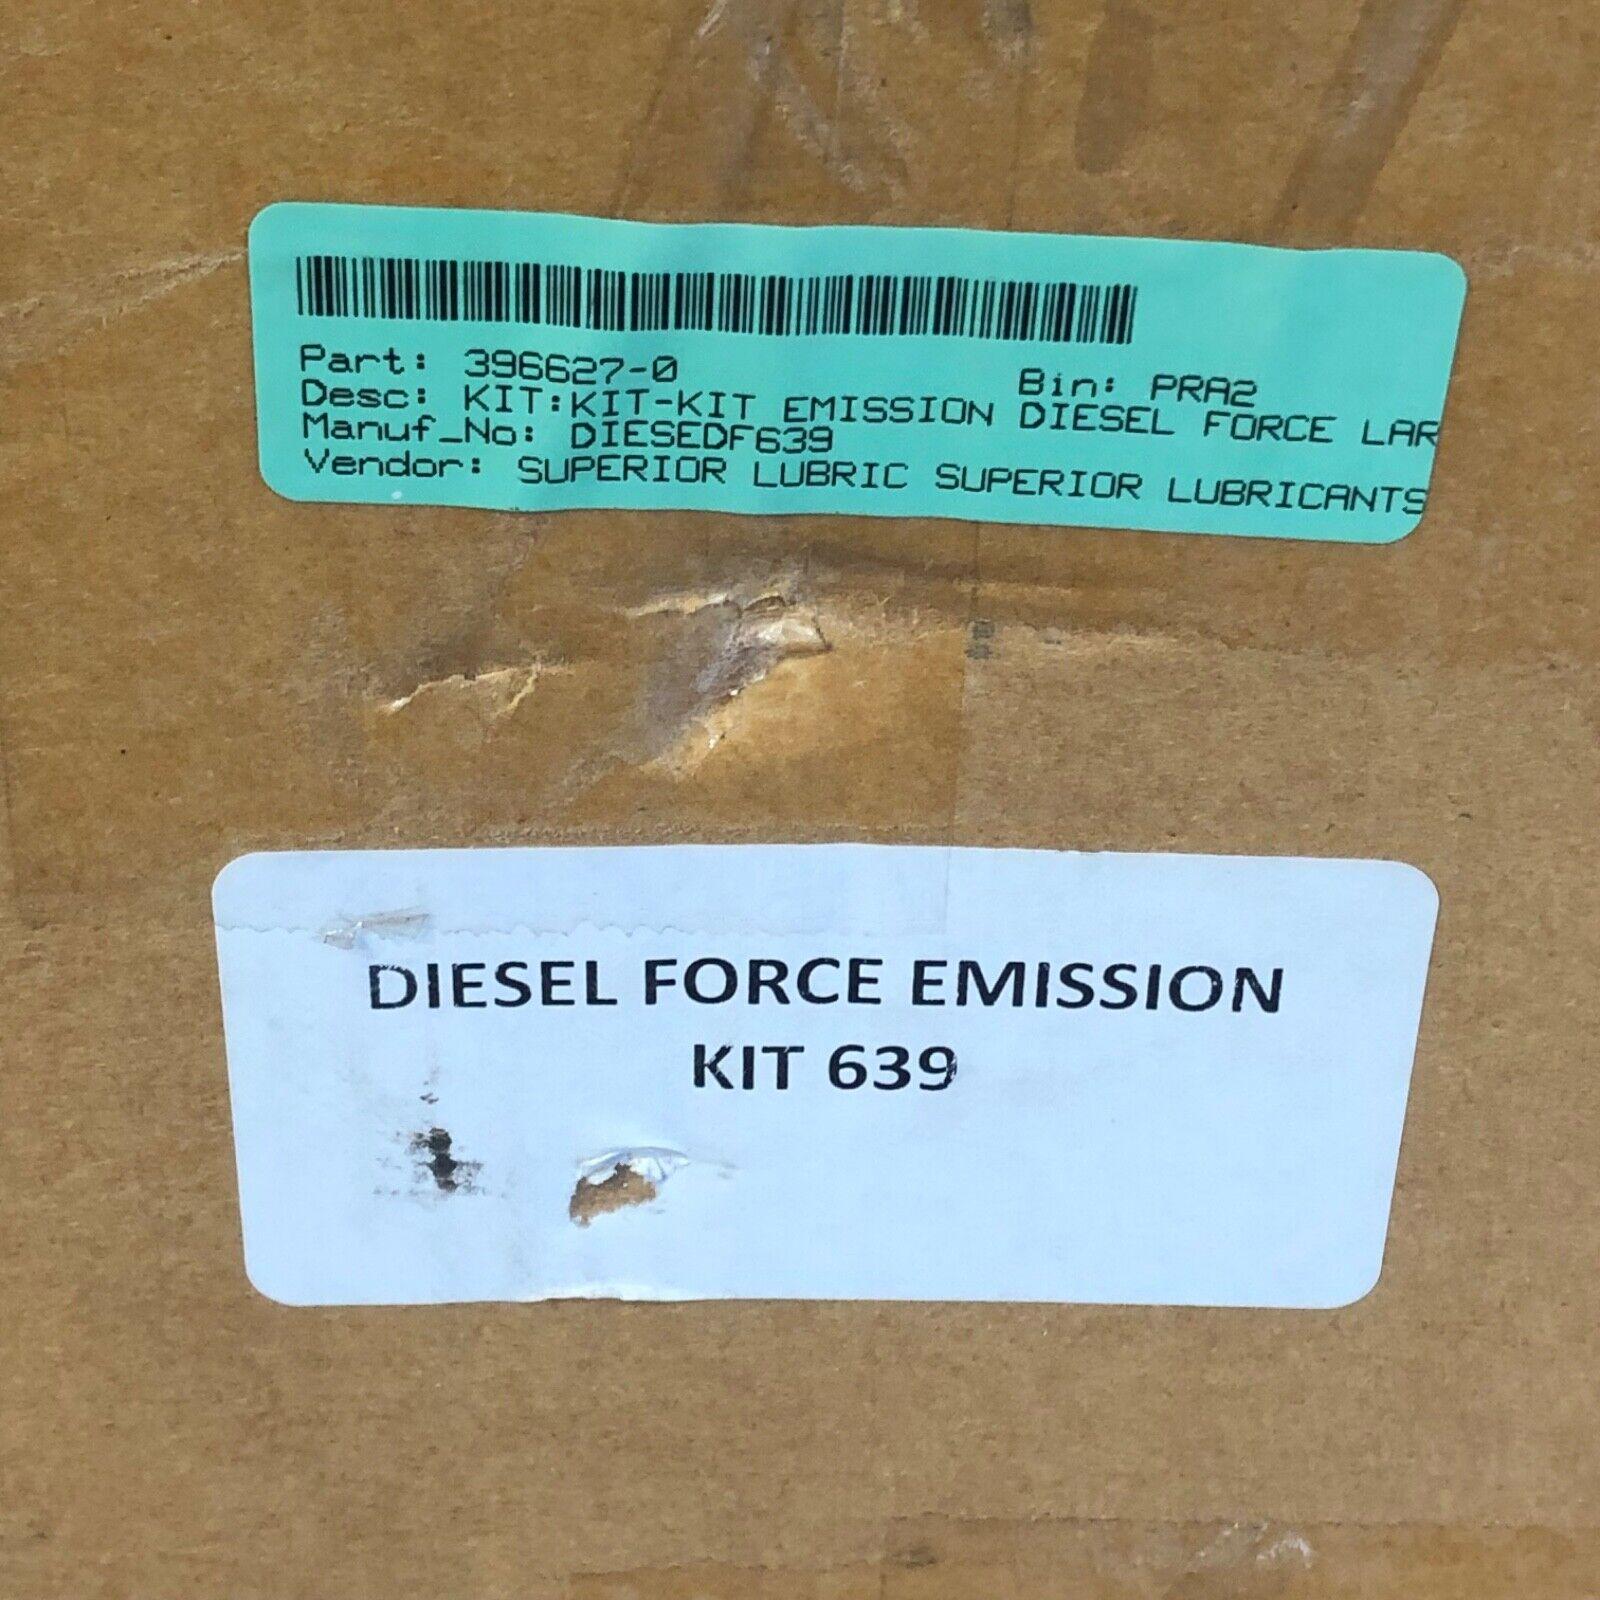 Part: 396627-0 Bin: PRA2
Desc: KIT:KIT-KIT EMISSION DIESEL FORCE LAR
Manuf_No: DIESEDF639
Vendor: SUPERIOR LUBRIC SUPERIOR LUBRICANTS
DIESEL FORCE EMISSION
KIT 639